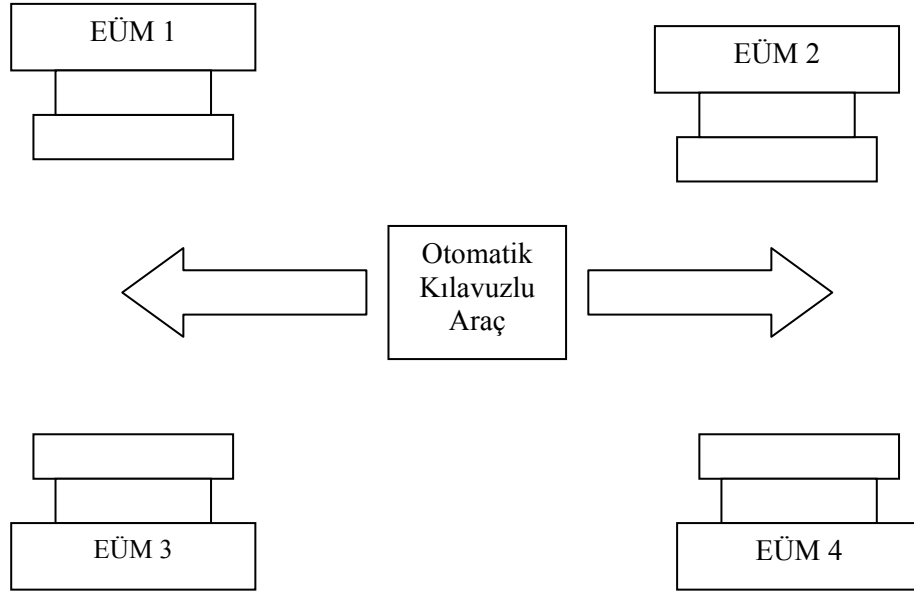 EÜM 1
EÜM 2
Otomatik
Kılavuzlu
Araç
EÜM 3
EÜM 4